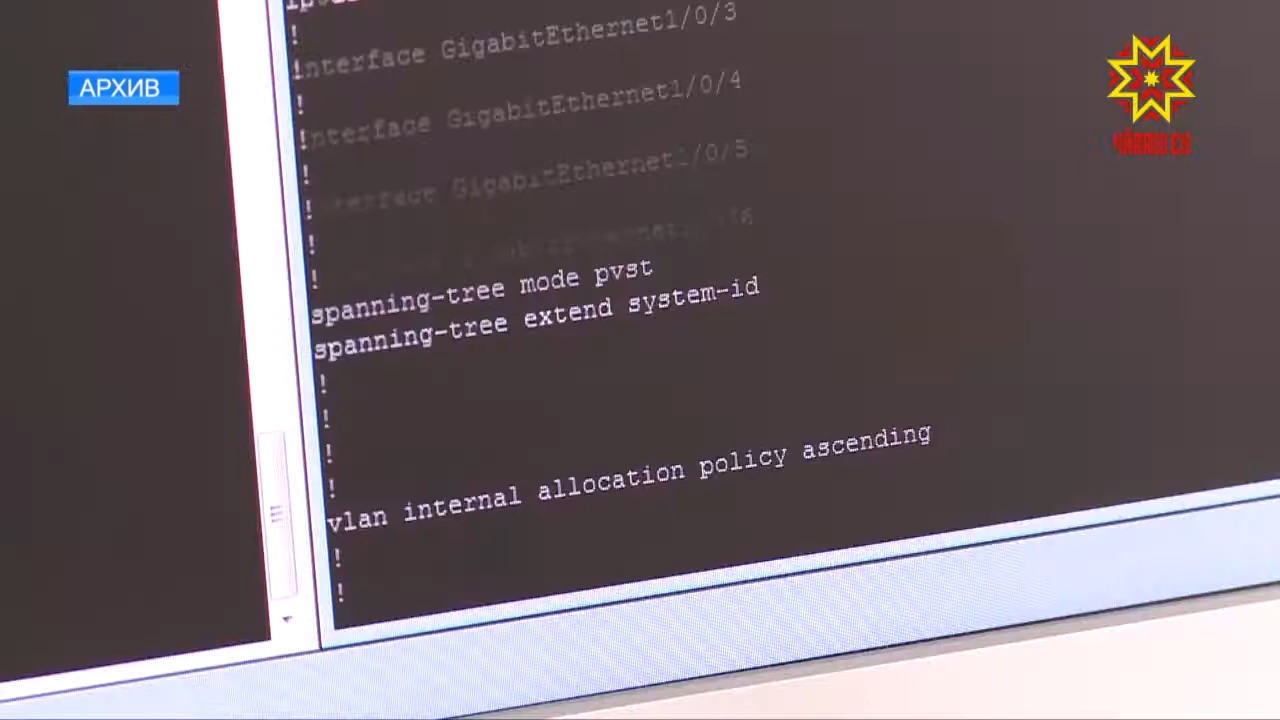 АРХИВ
!
interface GigabitEthernet1/0/3
!
interface GigabitEthernet1/0/4
!
interface GigabitEthernet1/0/5
!
!
!
spanning-tree mode pvst
spanning-tree extend system-id
!
!
!
!
vlan internal allocation policy ascending
!
!